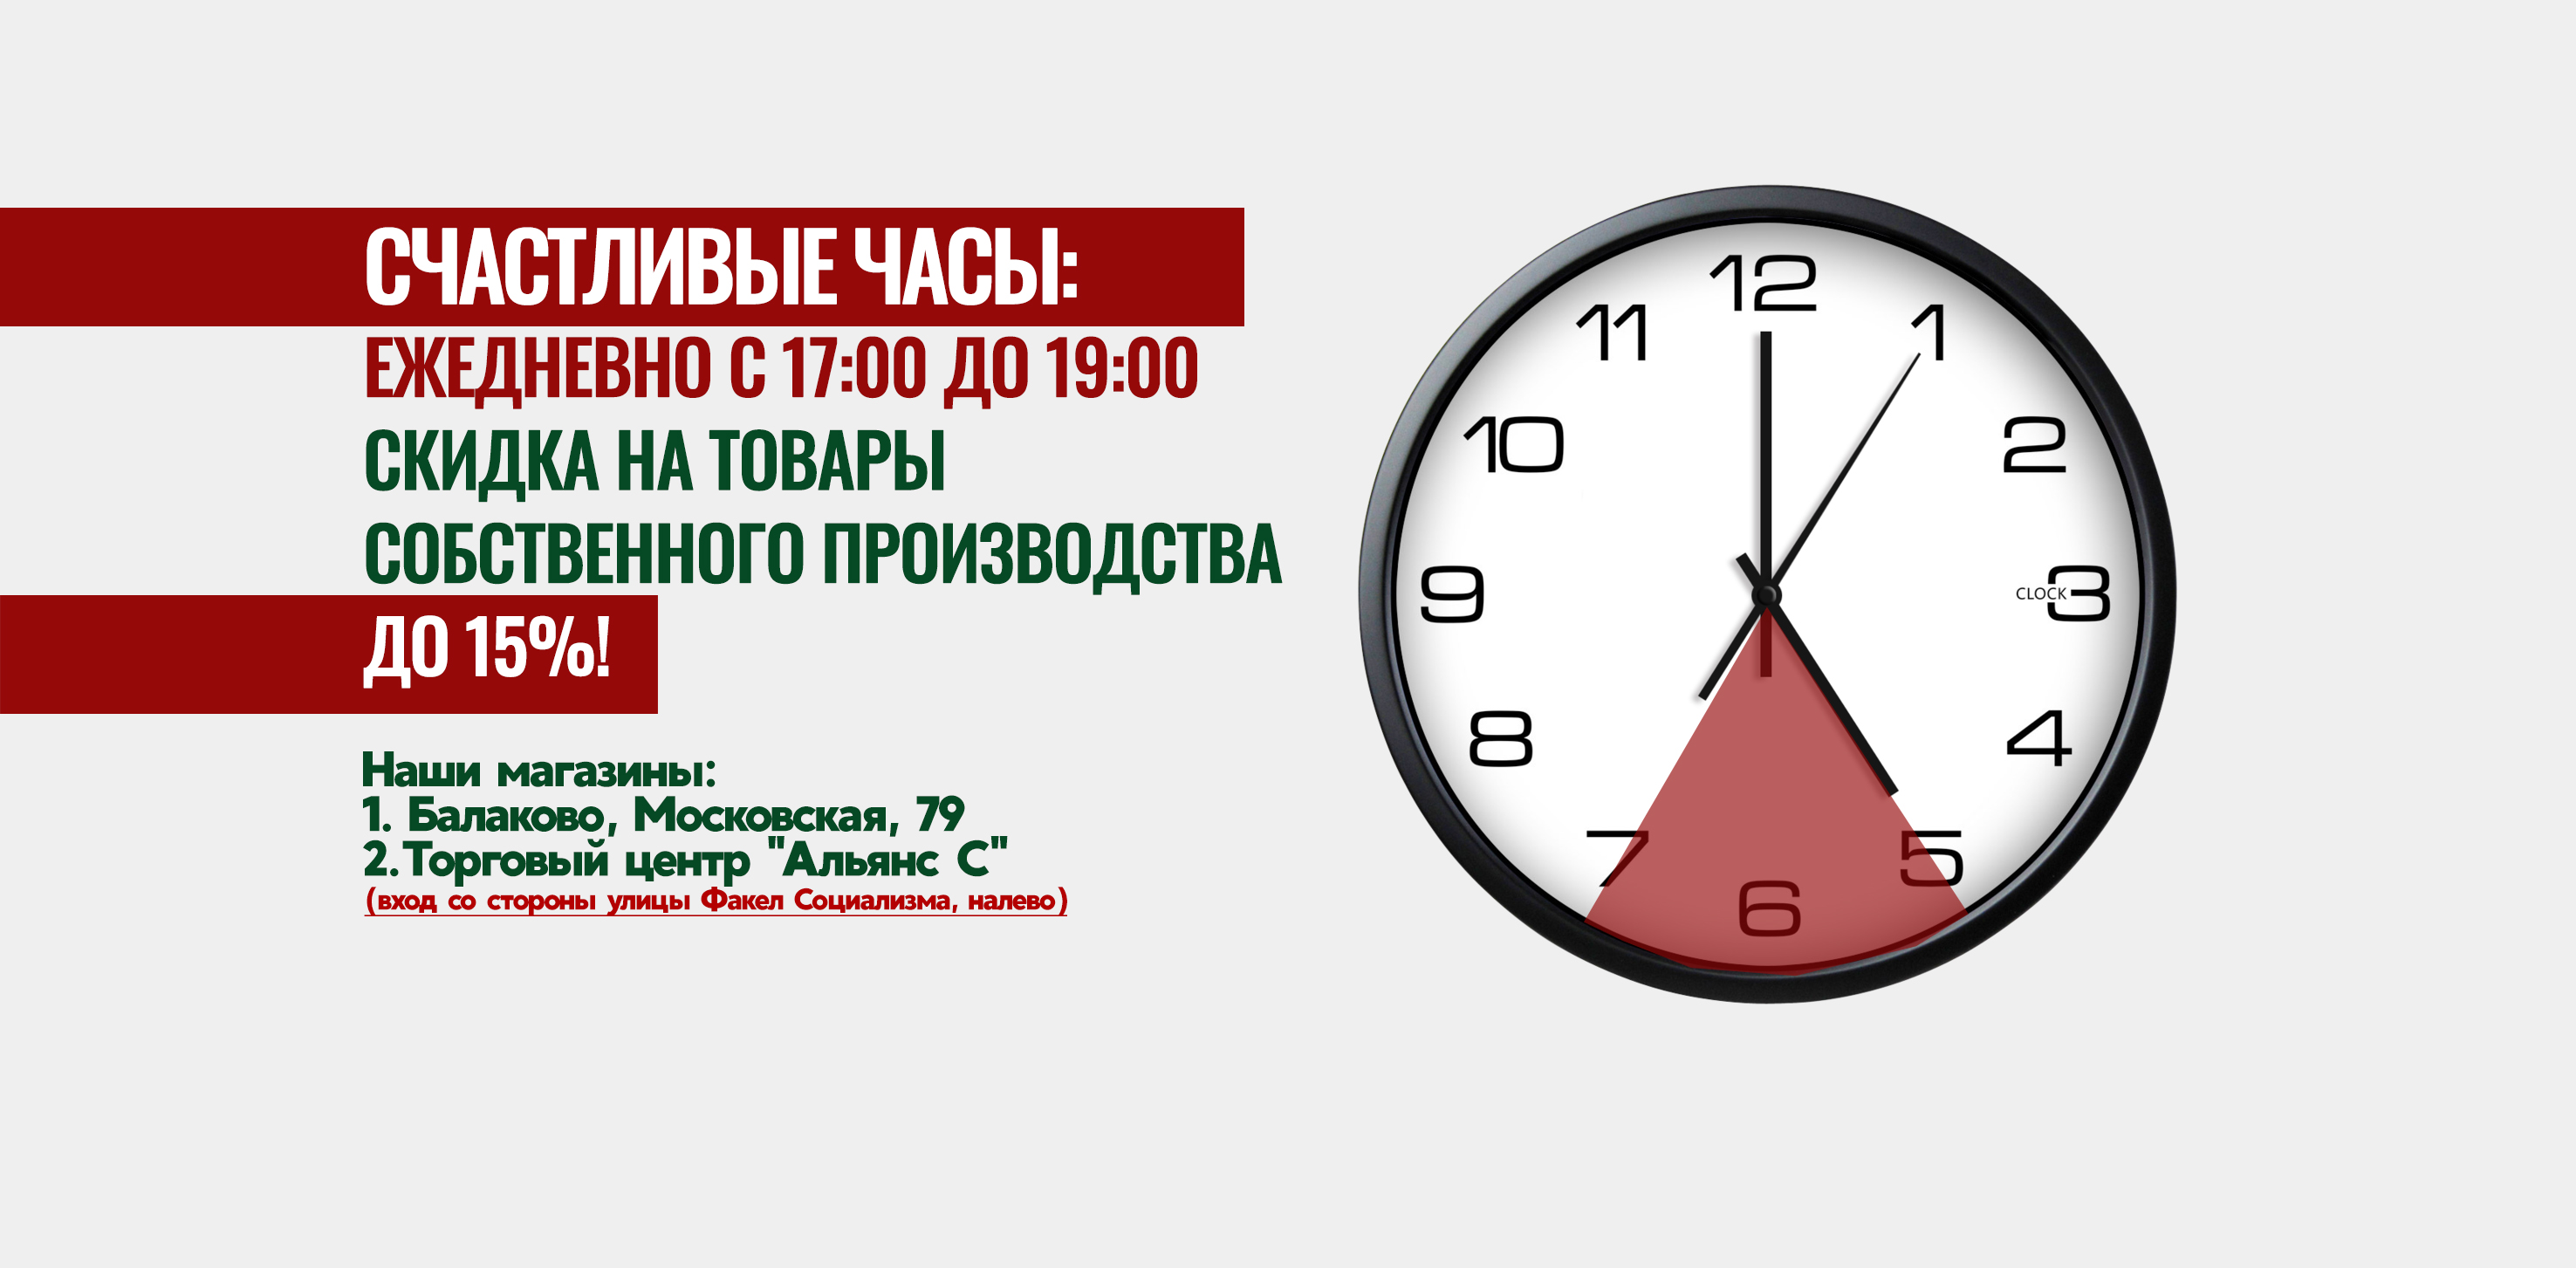 СЧАСТЛИВЫЕ ЧАСЫ:
ЕЖЕДНЕВНО С 17:00 ДО 19:00
СКИДКА НА ТОВАРЫ
СОБСТВЕННОГО ПРОИЗВОДСТВА
ДО 15%!
Наши магазины:
1. Балаково, Московская, 79
2. Торговый центр "Альянс С"
(вход со стороны улицы Факел Социализма, налево)
12
1
2
3
4
5
6
7
8
9
10
11
CLOCK